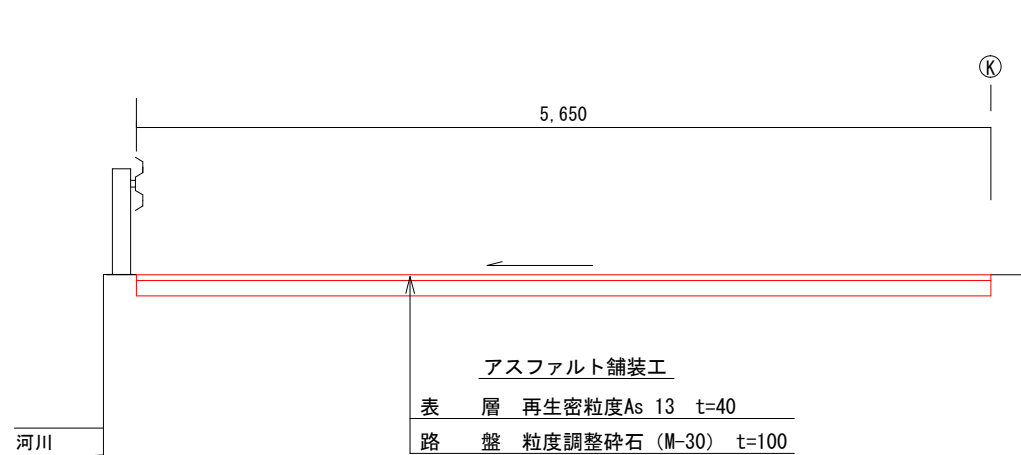 Ⓚ
5,650
アスファルト舗装工
表　　層　再生密粒度As 13　t=40
路　　盤　粒度調整砕石（M-30）　t=100
河川